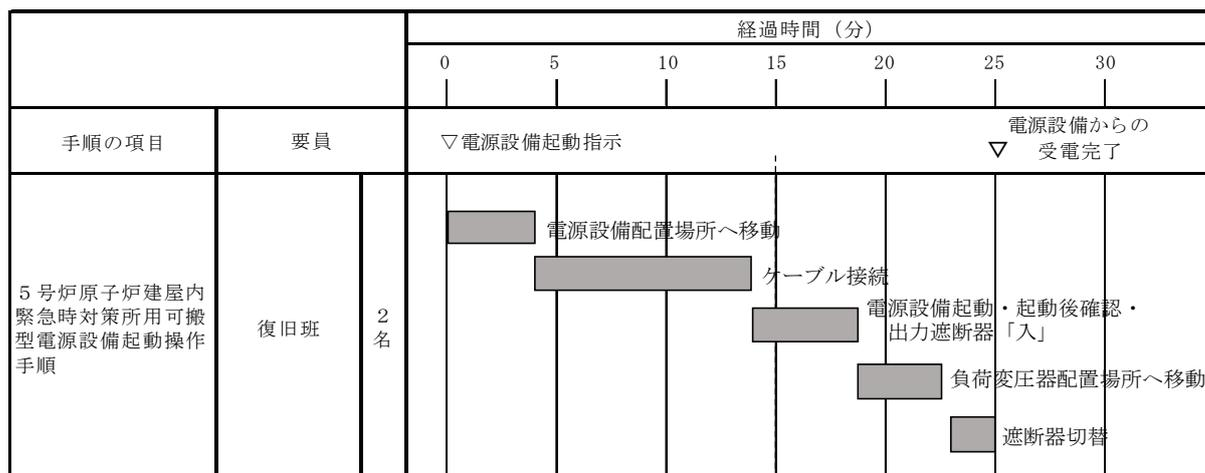 経過時間（分）
0 5 10 15 20 25 30
手順の項目
要員
▽電源設備起動指示
電源設備からの
▽ 受電完了
５号炉原子炉建屋内
緊急時対策所用可搬
型電源設備起動操作
手順
復旧班
２
名
電源設備配置場所へ移動
ケーブル接続
電源設備起動・起動後確認・
出力遮断器「入」
負荷変圧器配置場所へ移動
遮断器切替